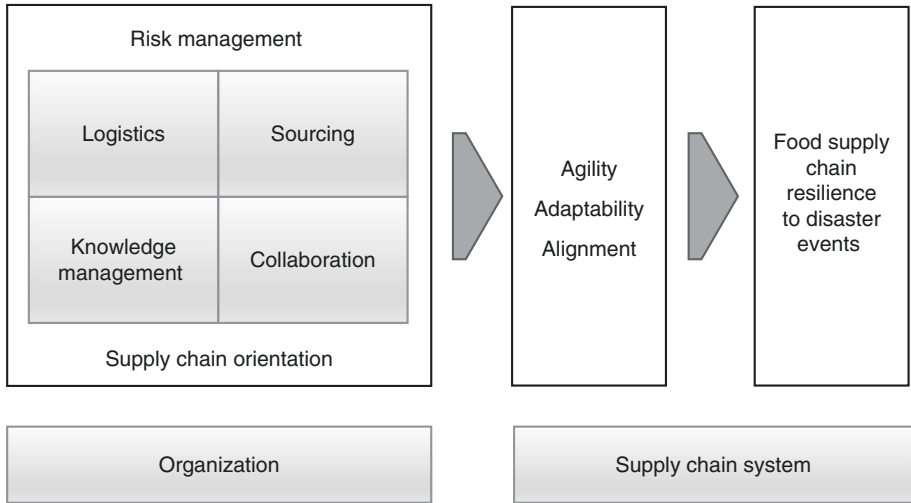 Risk management
Logistics
Sourcing
Knowledge
management
Collaboration
Supply chain orientation
Agility
Adaptability
Alignment
Food supply
chain
resilience
to disaster
events
Organization
Supply chain system